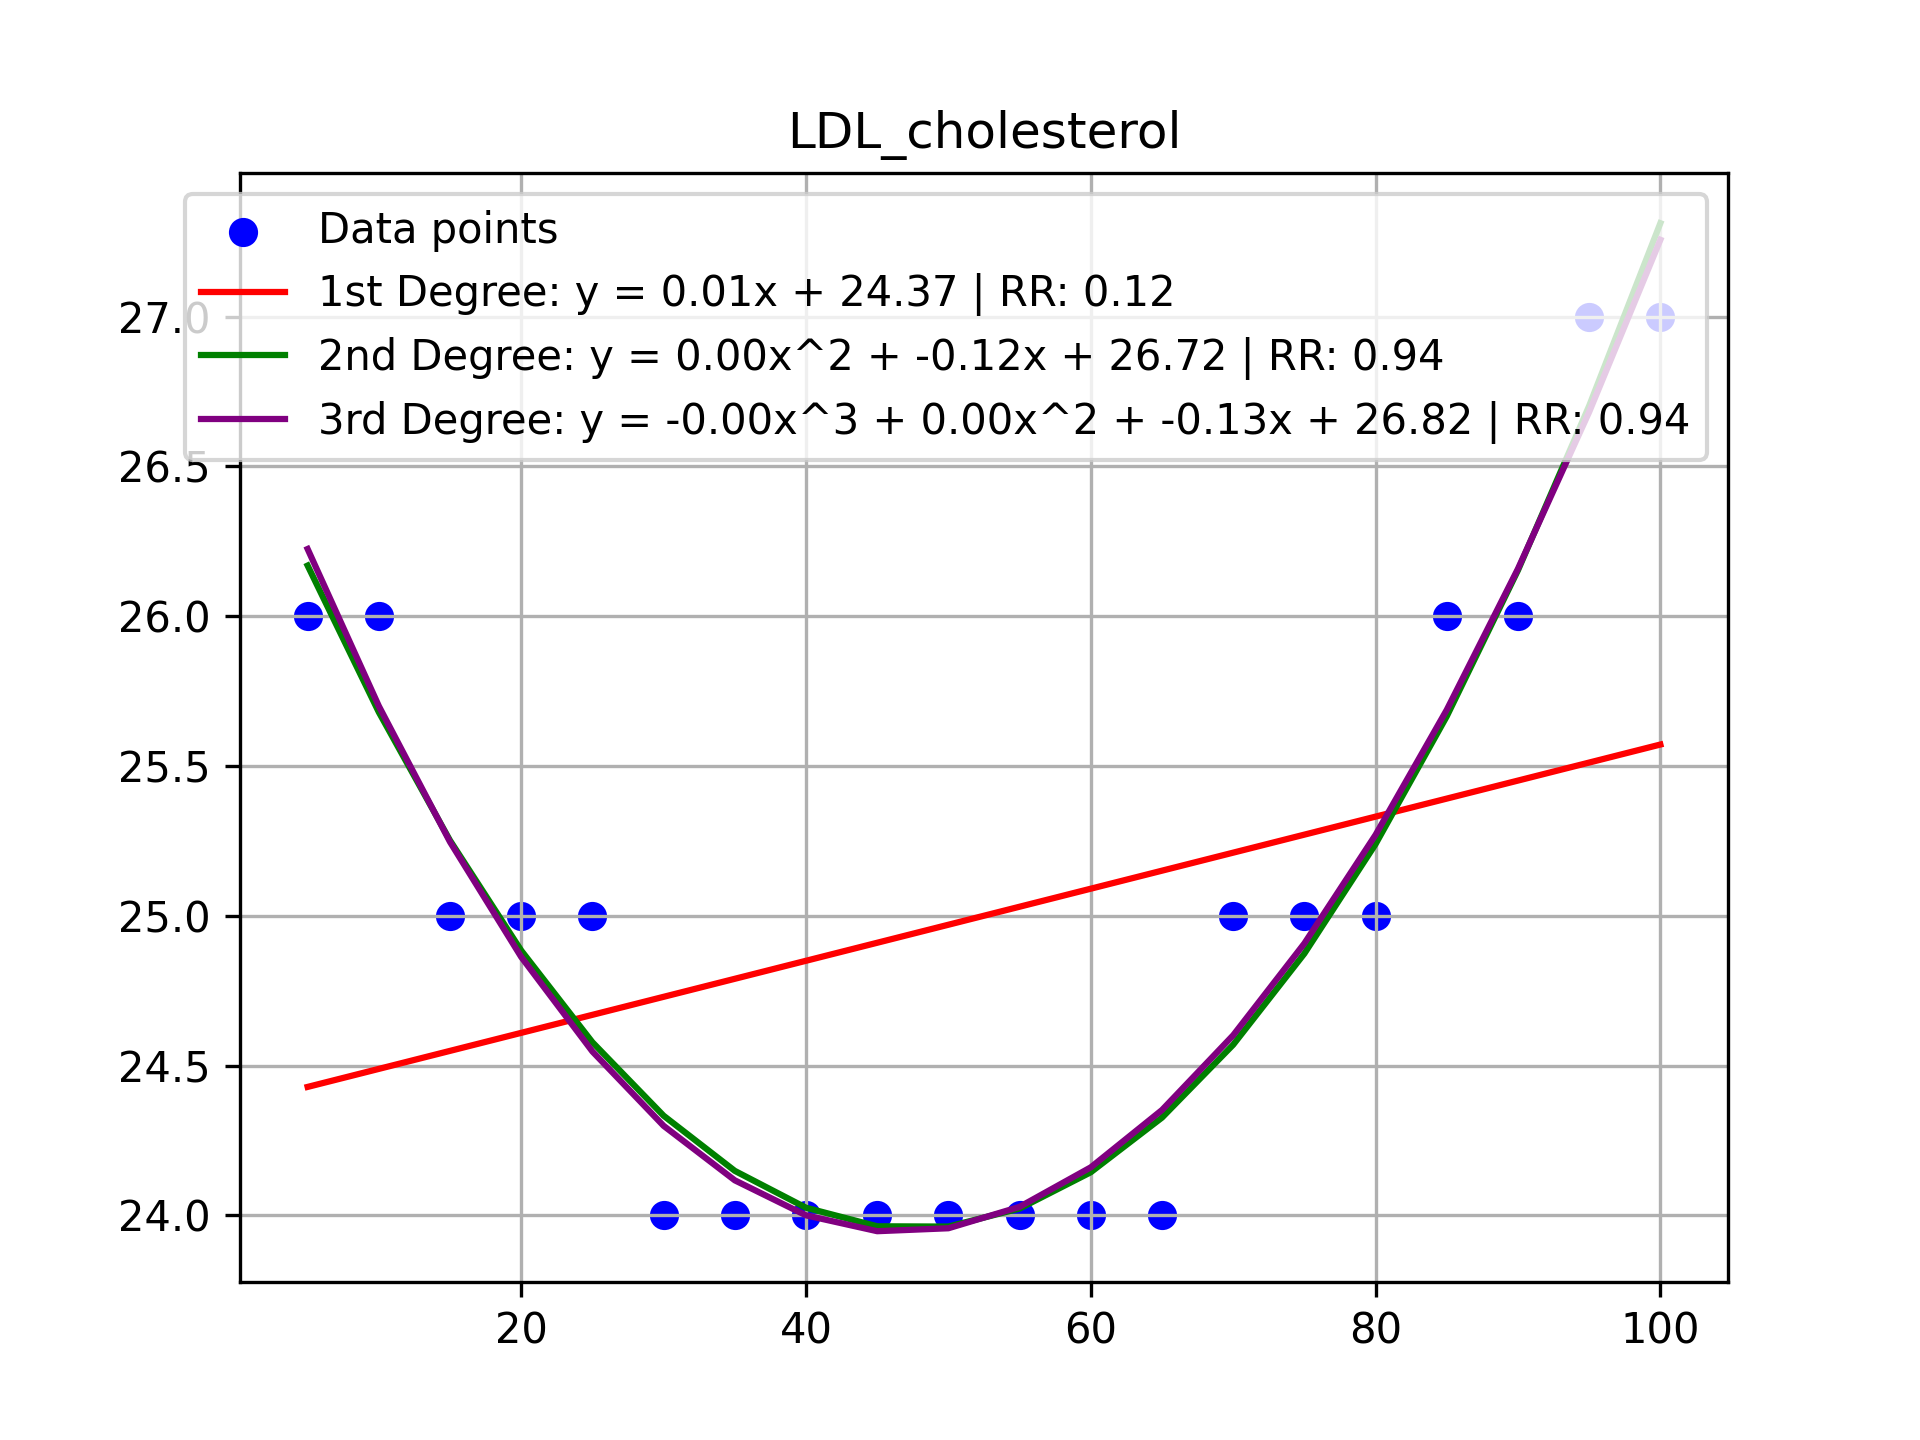 LDL_cholesterol
Data points
1st Degree: y = 0.01x + 24.37 | RR: 0.12
2nd Degree: y = 0.00x^2 + -0.12x + 26.72 | RR: 0.94
3rd Degree: y = -0.00x^3 + 0.00x^2 + -0.13x + 26.82 | RR: 0.94
27.0
26.5
26.0
25.5
25.0
24.5
24.0
20 40 60 80 100